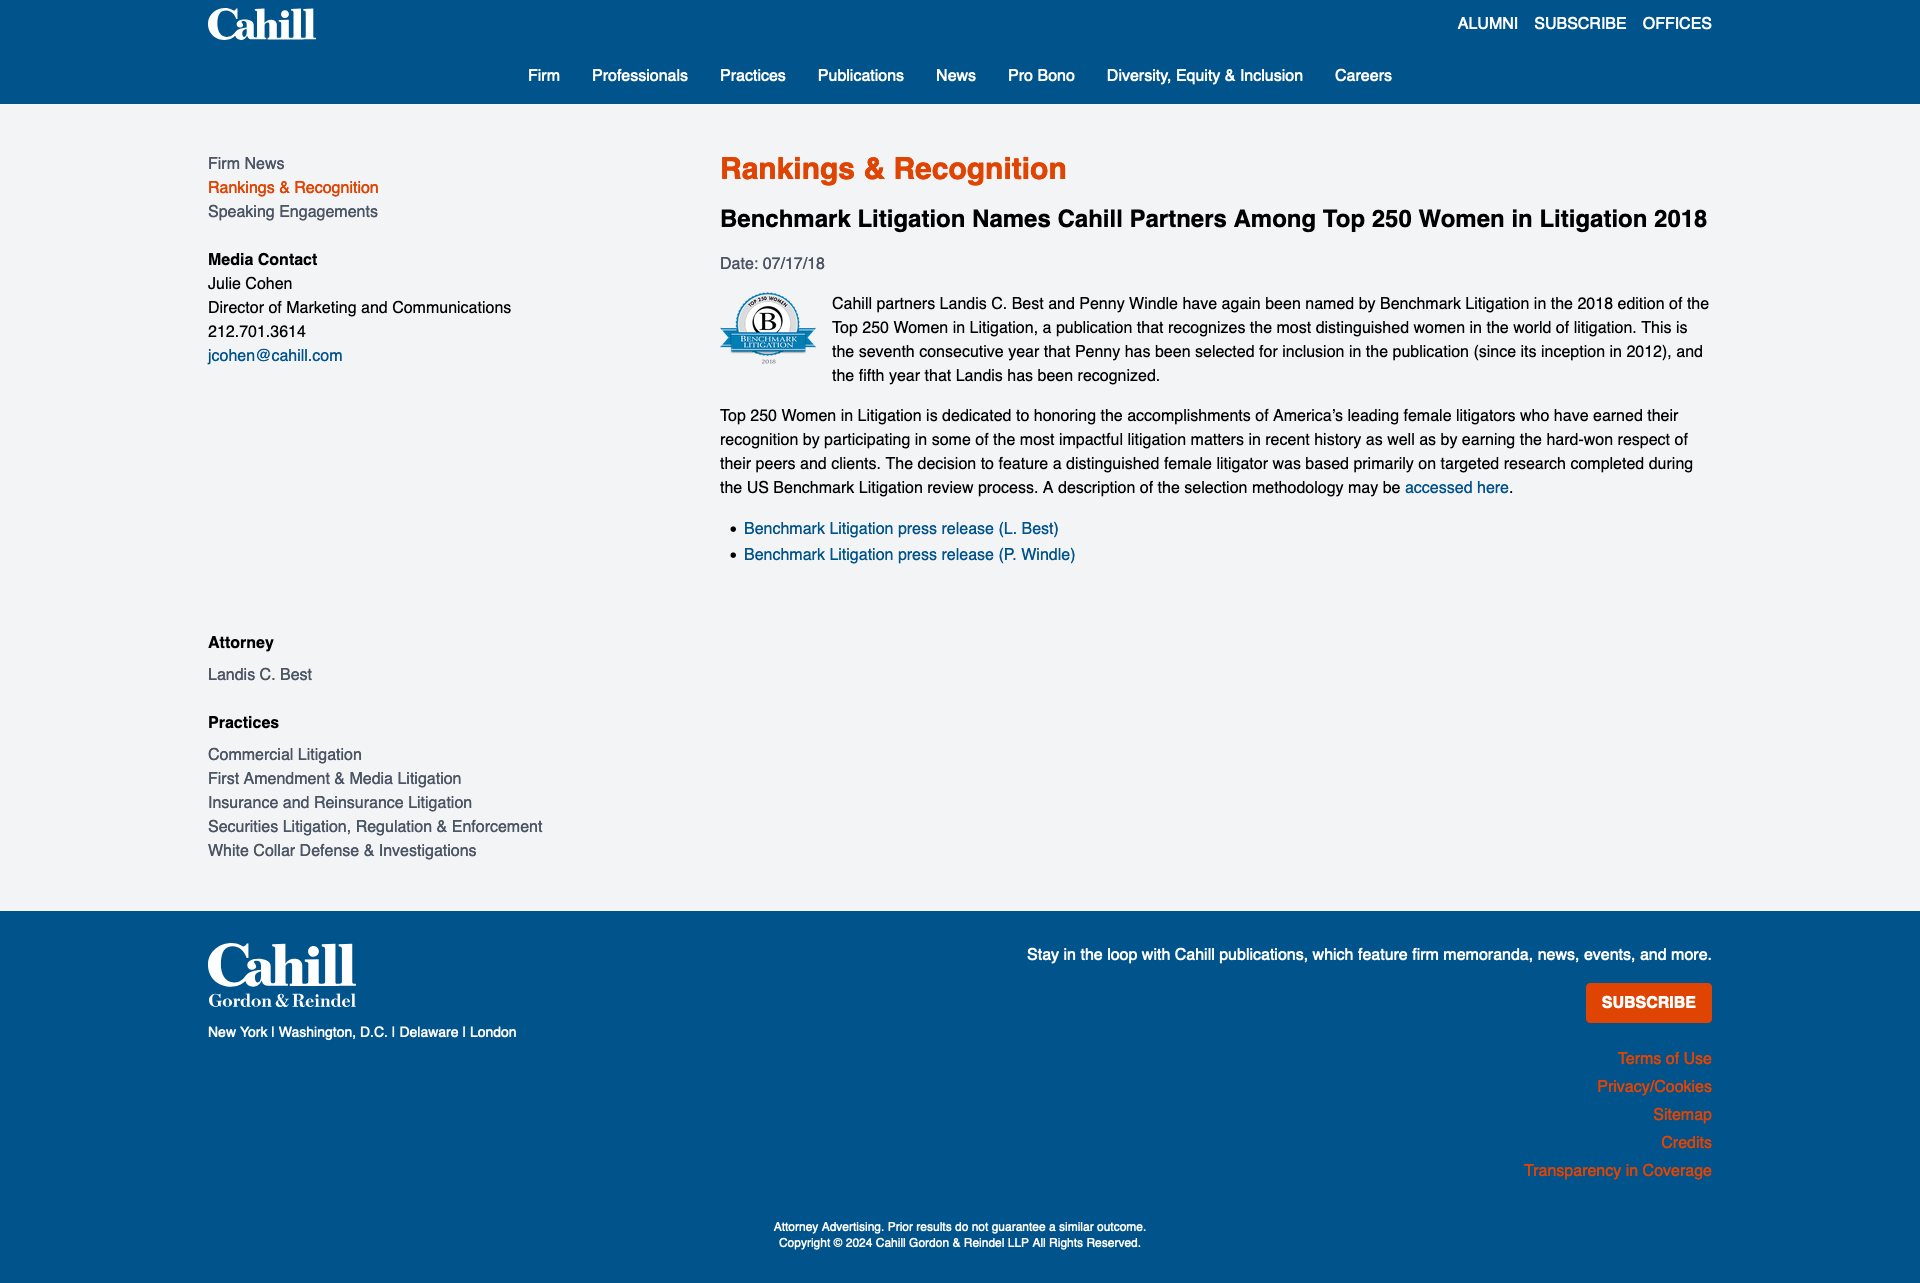 Cahill
ALUMNI SUBSCRIBE OFFICES
Firm Professionals Practices Publications News Pro Bono Diversity, Equity & Inclusion Careers
Firm News
Rankings & Recognition
Speaking Engagements
Media Contact
Julie Cohen
Director of Marketing and Communications
212.701.3614
jcohen@cahill.com
Rankings & Recognition
Benchmark Litigation Names Cahill Partners Among Top 250 Women in Litigation 2018
Date: 07/17/18
TOP 250 WOMEN
B
BENCHMARK
LITIGATION
2018
Cahill partners Landis C. Best and Penny Windle have again been named by Benchmark Litigation in the 2018 edition of the
Top 250 Women in Litigation, a publication that recognizes the most distinguished women in the world of litigation. This is
the seventh consecutive year that Penny has been selected for inclusion in the publication (since its inception in 2012), and
the fifth year that Landis has been recognized.
Top 250 Women in Litigation is dedicated to honoring the accomplishments of America’s leading female litigators who have earned their
recognition by participating in some of the most impactful litigation matters in recent history as well as by earning the hard-won respect of
their peers and clients. The decision to feature a distinguished female litigator was based primarily on targeted research completed during
the US Benchmark Litigation review process. A description of the selection methodology may be accessed here.
• Benchmark Litigation press release (L. Best)
• Benchmark Litigation press release (P. Windle)
Attorney
Landis C. Best
Practices
Commercial Litigation
First Amendment & Media Litigation
Insurance and Reinsurance Litigation
Securities Litigation, Regulation & Enforcement
White Collar Defense & Investigations
Cahill
Gordon & Reindel
New York | Washington, D.C. | Delaware | London
Stay in the loop with Cahill publications, which feature firm memoranda, news, events, and more.
SUBSCRIBE
Terms of Use
Privacy/Cookies
Sitemap
Credits
Transparency in Coverage
Attorney Advertising. Prior results do not guarantee a similar outcome.
Copyright © 2024 Cahill Gordon & Reindel LLP All Rights Reserved.